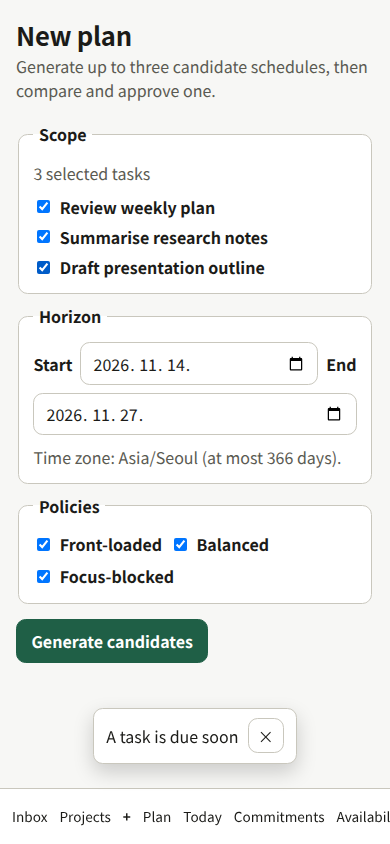 New plan
Generate up to three candidate schedules, then
compare and approve one.
Scope
3 selected tasks
Review weekly plan
Summarise research notes
Draft presentation outline
Horizon
Start 2026. 11. 14. End
2026. 11. 27.
Time zone: Asia/Seoul (at most 366 days).
Policies
Front-loaded Balanced
Focus-blocked
Generate candidates
A task is due soon ×
Inbox Projects + Plan Today Commitments Availabil